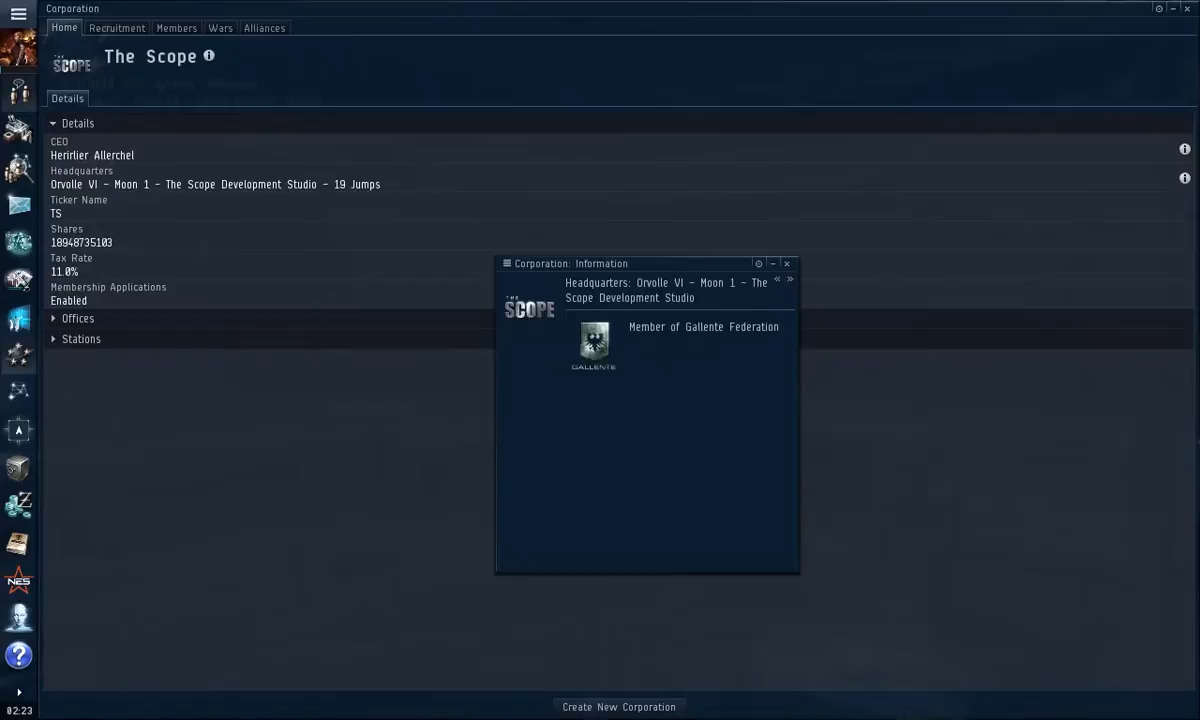 Corporation
Home Recruitment Members Wars Alliances
THE SCOPE
The Scope
Details
Details
CEO
Herirlier Allerchel
Headquarters
Orvolle VI - Moon 1 - The Scope Development Studio - 19 Jumps
Ticker Name
TS
Shares
18948735103
Tax Rate
11.0%
Membership Applications
Enabled
Offices
Stations
Corporation: Information
THE SCOPE
Headquarters: Orvolle VI - Moon 1 - The
Scope Development Studio
Member of Gallente Federation
GALLENTE
NES
02:23
Create New Corporation